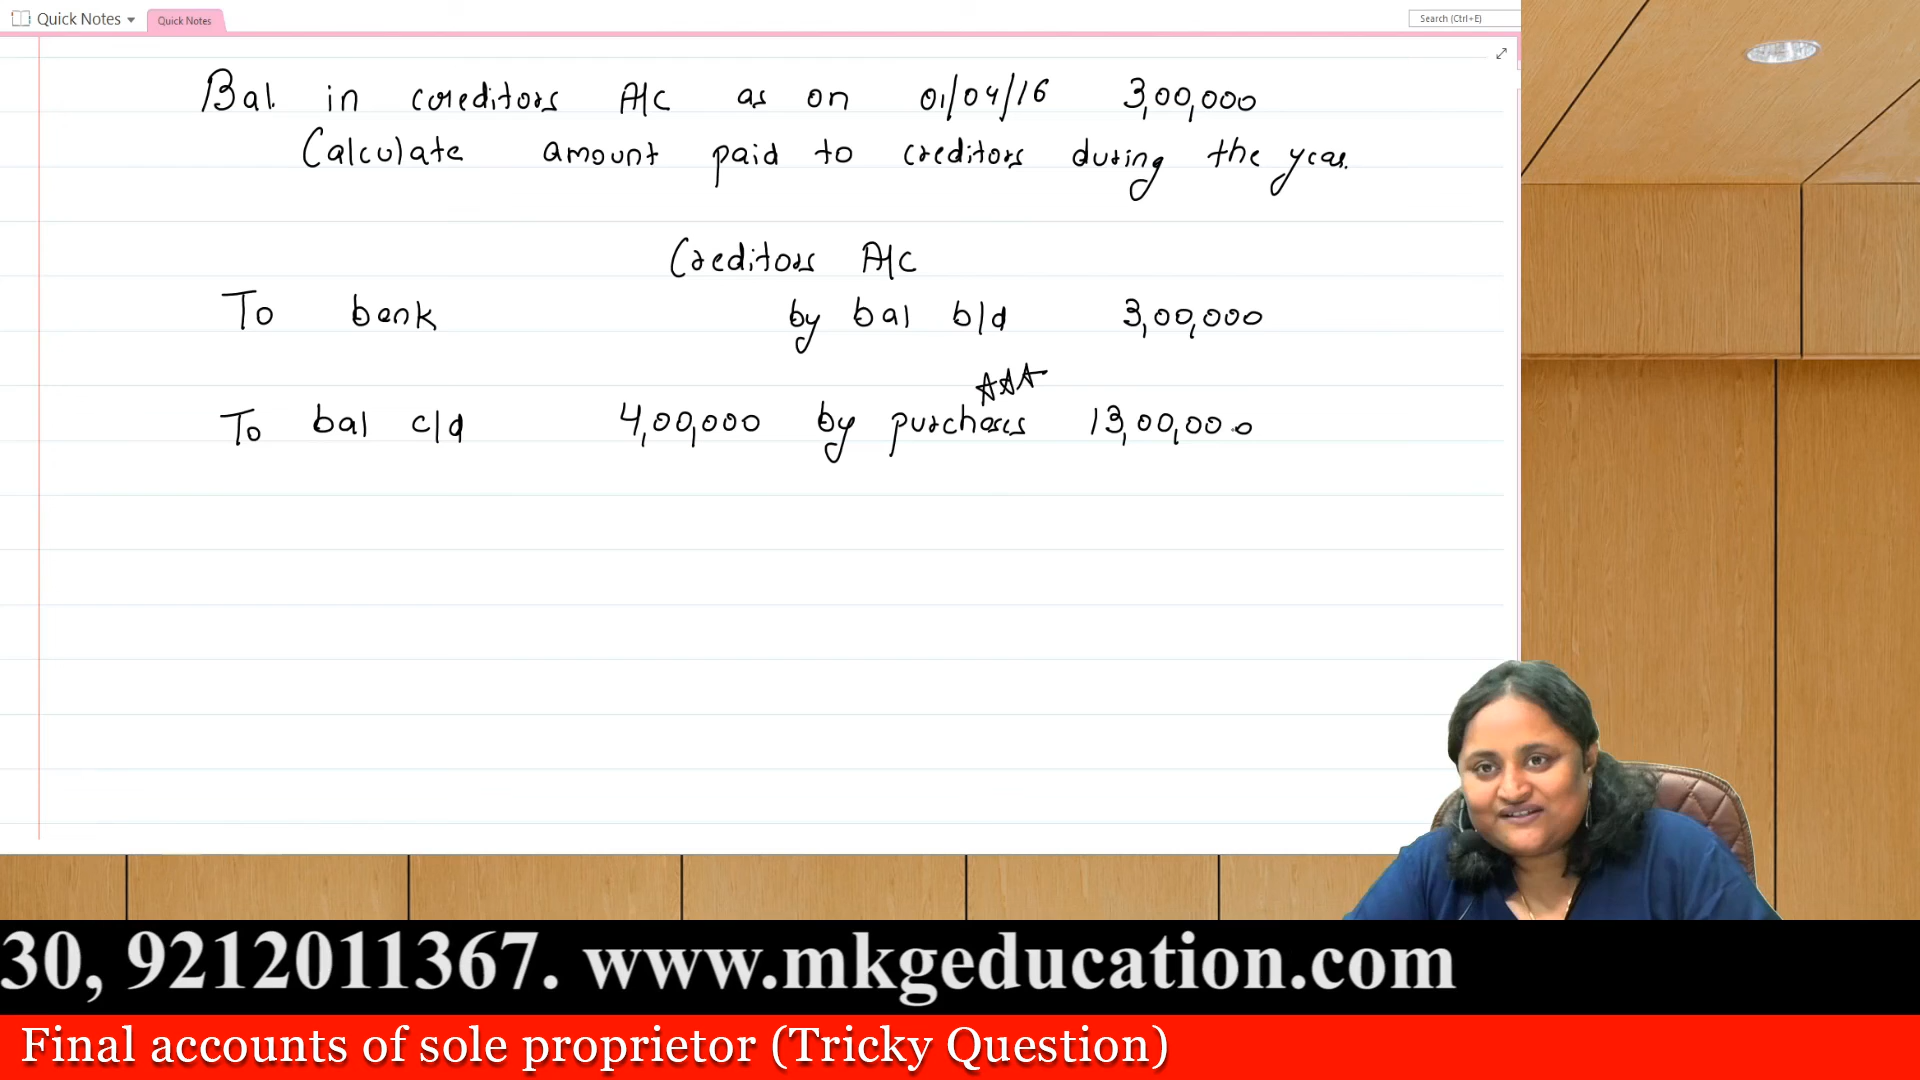 Quick Notes
Quick Notes
Search (Ctrl+E)
Bal. in creditors A/c as on 01/04/16 3,00,000
Calculate amount paid to creditors during the year.
Creditors A/c
To bank by bal b/d 3,00,000
To bal c/d 4,00,000 by purchases 13,00,000
30, 9212011367. www.mkgeducation.com
Final accounts of sole proprietor (Tricky Question)